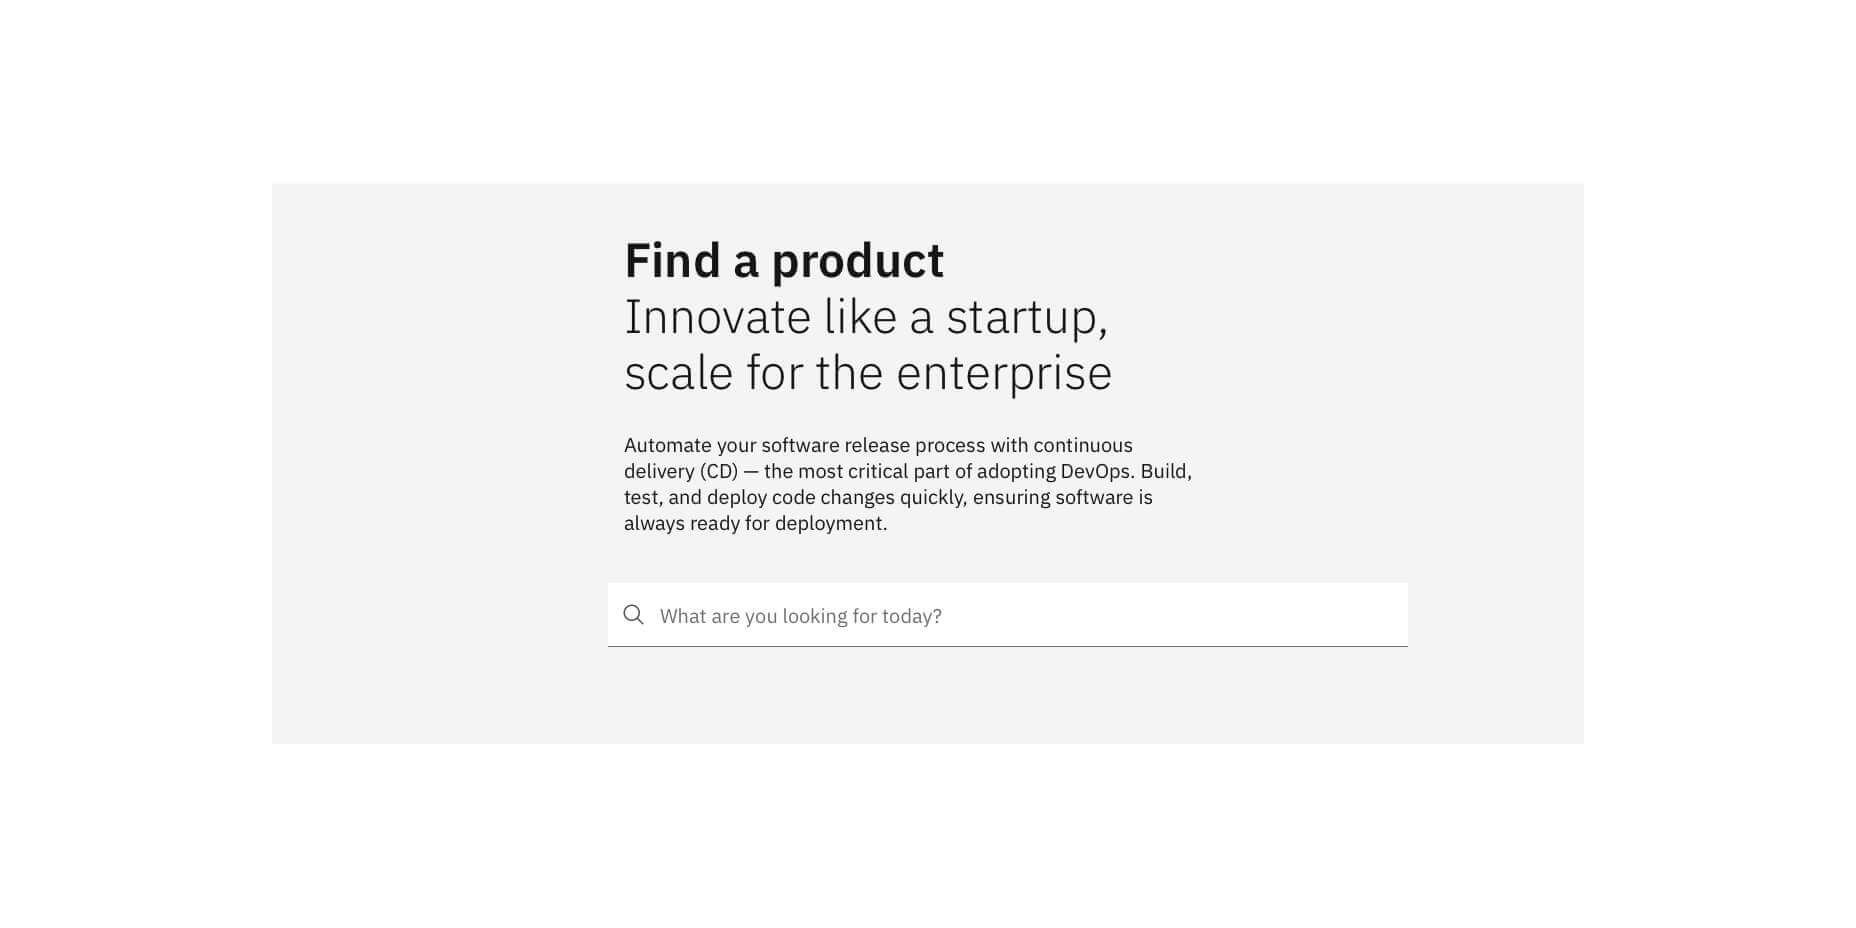 Find a product
Innovate like a startup,
scale for the enterprise
Automate your software release process with continuous
delivery (CD) — the most critical part of adopting DevOps. Build,
test, and deploy code changes quickly, ensuring software is
always ready for deployment.
What are you looking for today?